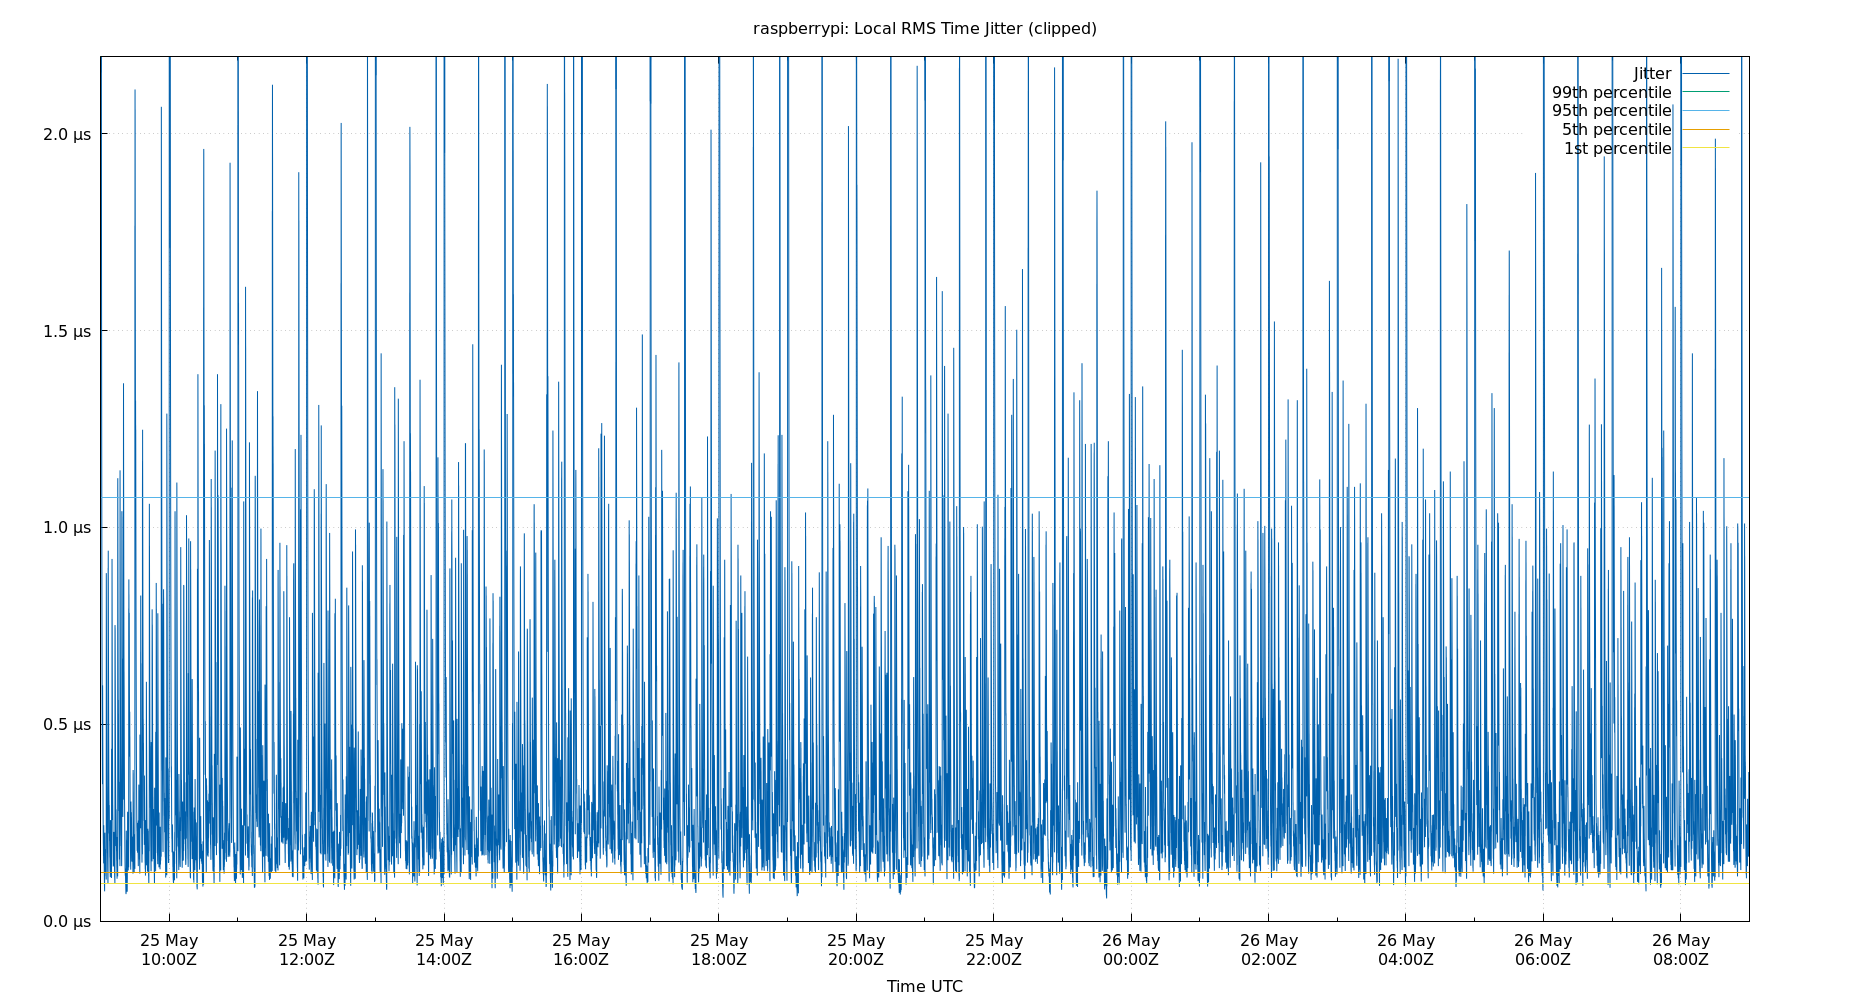 raspberrypi: Local RMS Time Jitter (clipped)
Jitter
99th percentile
95th percentile
5th percentile
1st percentile
2.0 μs
1.5 μs
1.0 μs
0.5 μs
0.0 μs
25 May 25 May 25 May 25 May 25 May 25 May 25 May 26 May 26 May 26 May 26 May 26 May
10:00Z 12:00Z 14:00Z 16:00Z 18:00Z 20:00Z 22:00Z 00:00Z 02:00Z 04:00Z 06:00Z 08:00Z
Time UTC